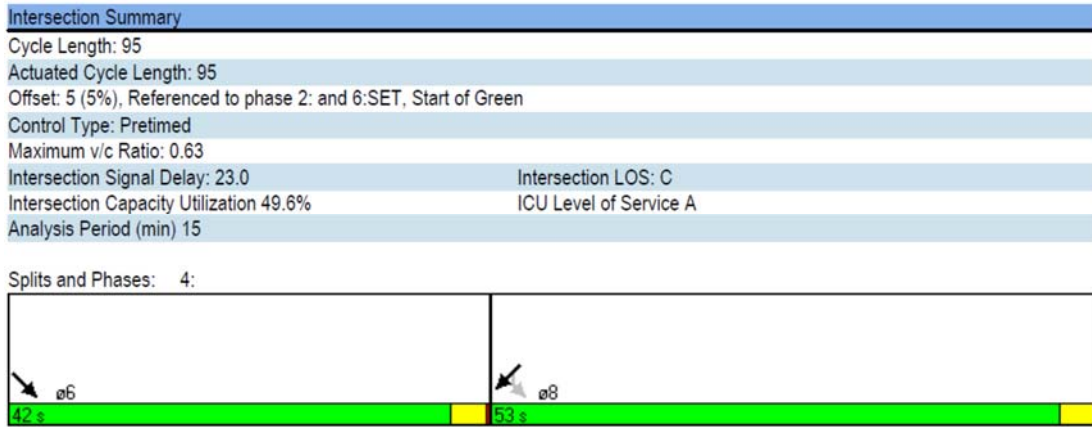 Intersection Summary
Cycle Length: 95
Actuated Cycle Length: 95
Offset: 5 (5%), Referenced to phase 2: and 6:SET, Start of Green
Control Type: Pretimed
Maximum v/c Ratio: 0.63
Intersection Signal Delay: 23.0 Intersection LOS: C
Intersection Capacity Utilization 49.6% ICU Level of Service A
Analysis Period (min) 15
Splits and Phases: 4:
ø6 ø8
42 s 53 s